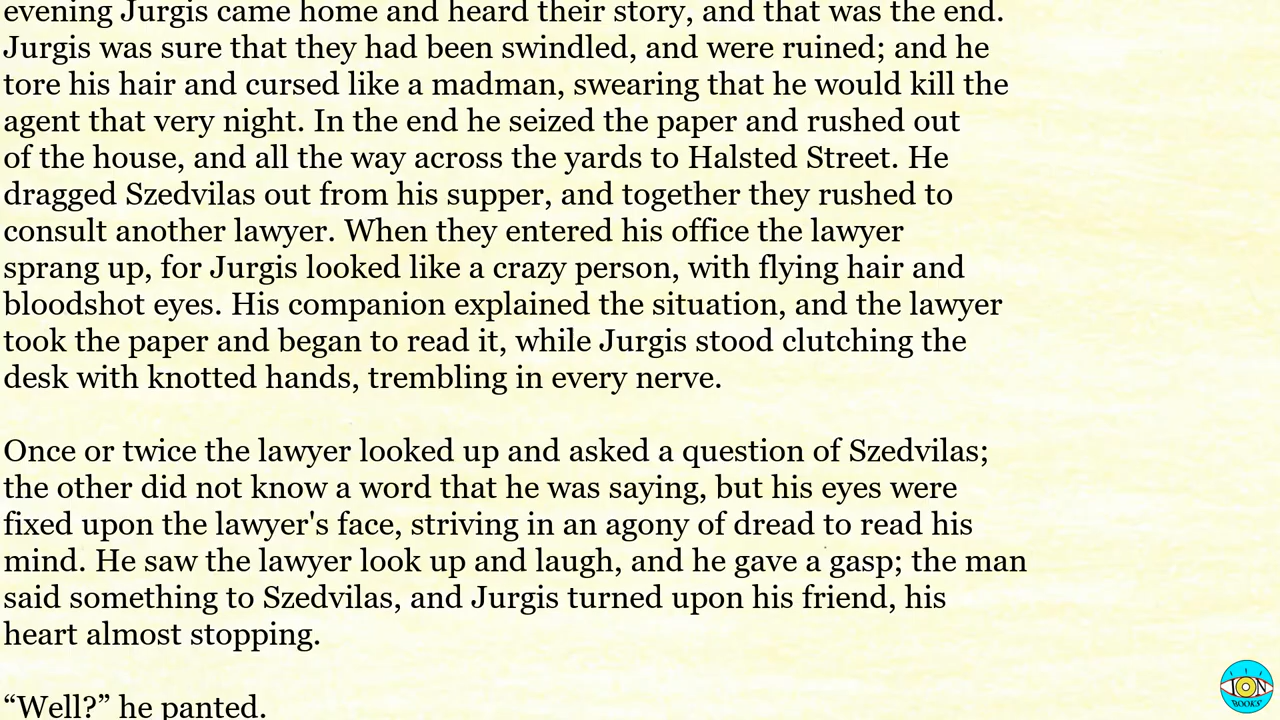 evening Jurgis came home and heard their story, and that was the end.
Jurgis was sure that they had been swindled, and were ruined; and he
tore his hair and cursed like a madman, swearing that he would kill the
agent that very night. In the end he seized the paper and rushed out
of the house, and all the way across the yards to Halsted Street. He
dragged Szedvilas out from his supper, and together they rushed to
consult another lawyer. When they entered his office the lawyer
sprang up, for Jurgis looked like a crazy person, with flying hair and
bloodshot eyes. His companion explained the situation, and the lawyer
took the paper and began to read it, while Jurgis stood clutching the
desk with knotted hands, trembling in every nerve.
Once or twice the lawyer looked up and asked a question of Szedvilas;
the other did not know a word that he was saying, but his eyes were
fixed upon the lawyer's face, striving in an agony of dread to read his
mind. He saw the lawyer look up and laugh, and he gave a gasp; the man
said something to Szedvilas, and Jurgis turned upon his friend, his
heart almost stopping.
“Well?” he panted.
ION
BOOKS